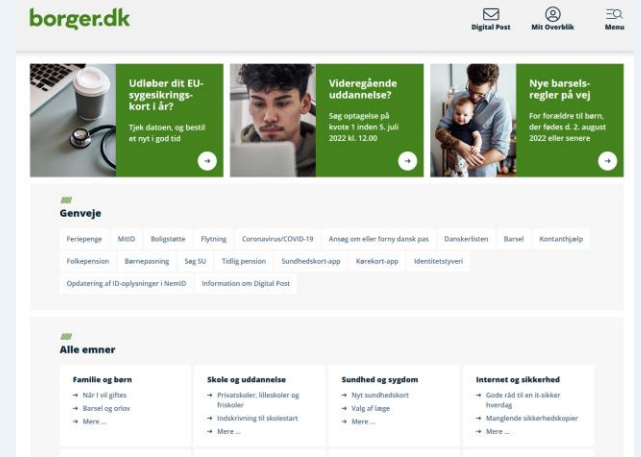 borger.dk
Digital Post
Mit Overblik
Menu
Udløber dit EU-
sygesikrings-
kort i år?
Tjek datoen, og bestil
et nyt i god tid
Videregående
uddannelse?
Søg optagelse på
kvote 1 inden 5. juli
2022 kl. 12.00
Nye barsels-
regler på vej
For forældre til børn,
der fødes d. 2. august
2022 eller senere
Genveje
Feriepenge MitID Boligstøtte Flytning Coronavirus/COVID-19 Ansøg om eller forny dansk pas Danskerlisten Barsel Kontanthjælp
Folkepension Børnepasning Søg SU Tidlig pension Sundhedskort-app Kørekort-app Identitetstyveri
Opdatering af ID-oplysninger i NemID Information om Digital Post
Alle emner
Familie og børn
→ Når I vil giftes
→ Barsel og orlov
→ Mere ...
Skole og uddannelse
→ Privatskoler, lilleskoler og
friskoler
→ Indskrivning til skolestart
→ Mere ...
Sundhed og sygdom
→ Nyt sundhedskort
→ Valg af læge
→ Mere ...
Internet og sikkerhed
→ Gode råd til en it-sikker
hverdag
→ Manglende sikkerhedskopier
→ Mere ...